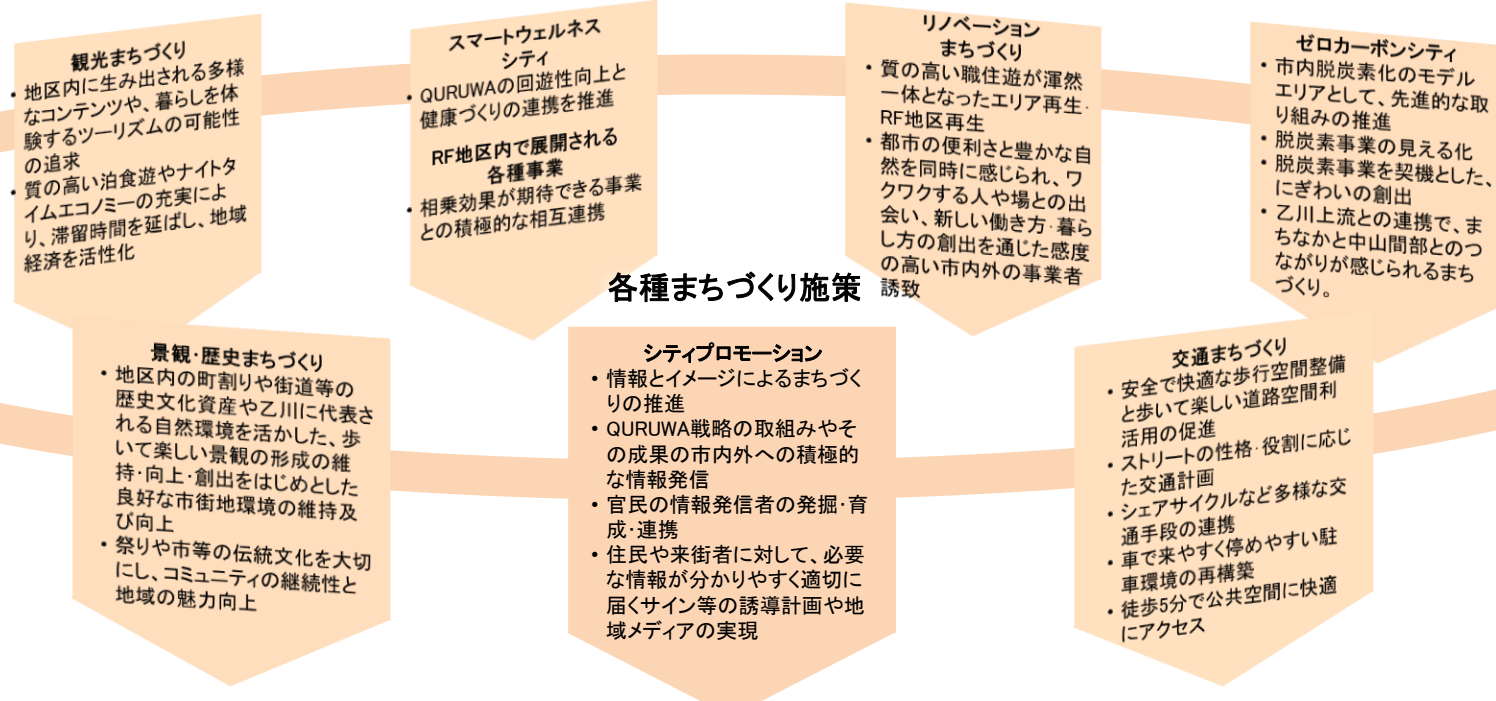 観光まちづくり
・地区内に生み出される多様
なコンテンツや、暮らしを体
験するツーリズムの可能性
の追求
・質の高い泊食遊やナイトタ
イムエコノミーの充実によ
り、滞留時間を延ばし、地域
経済を活性化
スマートウェルネス
シティ
・QURUWAの回遊性向上と
健康づくりの連携を推進
RF地区内で展開される
各種事業
・相乗効果が期待できる事業
との積極的な相互連携
リノベーション
まちづくり
・質の高い職住遊が渾然
一体となったエリア再生・
RF地区再生
・都市の便利さと豊かな自
然を同時に感じられ、ワ
クワクする人や場との出
会い、新しい働き方・暮ら
し方の創出を通じた感度
の高い市内外の事業者
誘致
ゼロカーボンシティ
・市内脱炭素化のモデル
エリアとして、先進的な取
り組みの推進
・脱炭素事業の見える化
・脱炭素事業を契機とした、
にぎわいの創出
・乙川上流との連携で、ま
ちなかと中山間部とのつ
ながりが感じられるまち
づくり。
各種まちづくり施策
景観・歴史まちづくり
・地区内の町割りや街道等の
歴史文化資産や乙川に代表さ
れる自然環境を活かした、歩
いて楽しい景観の形成の維
持・向上・創出をはじめとした
良好な市街地環境の維持及
び向上
・祭りや市等の伝統文化を大切
にし、コミュニティの継続性と
地域の魅力向上
シティプロモーション
・情報とイメージによるまちづく
りの推進
・QURUWA戦略の取組みやそ
の成果の市内外への積極的
な情報発信
・官民の情報発信者の発掘・育
成・連携
・住民や来街者に対して、必要
な情報が分かりやすく適切に
届くサイン等の誘導計画や地
域メディアの実現
交通まちづくり
・安全で快適な歩行空間整備
と歩いて楽しい道路空間利
活用の促進
・ストリートの性格・役割に応じ
た交通計画
・シェアサイクルなど多様な交
通手段の連携
・車で来やすく停めやすい駐
車環境の再構築
・徒歩5分で公共空間に快適
にアクセス